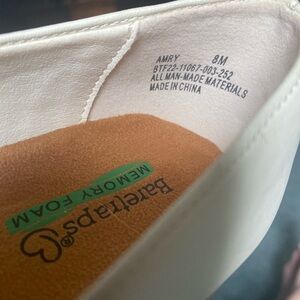 AMRY 8M
BTF22-11067-003-252
ALL MAN-MADE MATERIALS
MADE IN CHINA
Baretraps®
MEMORY FOAM